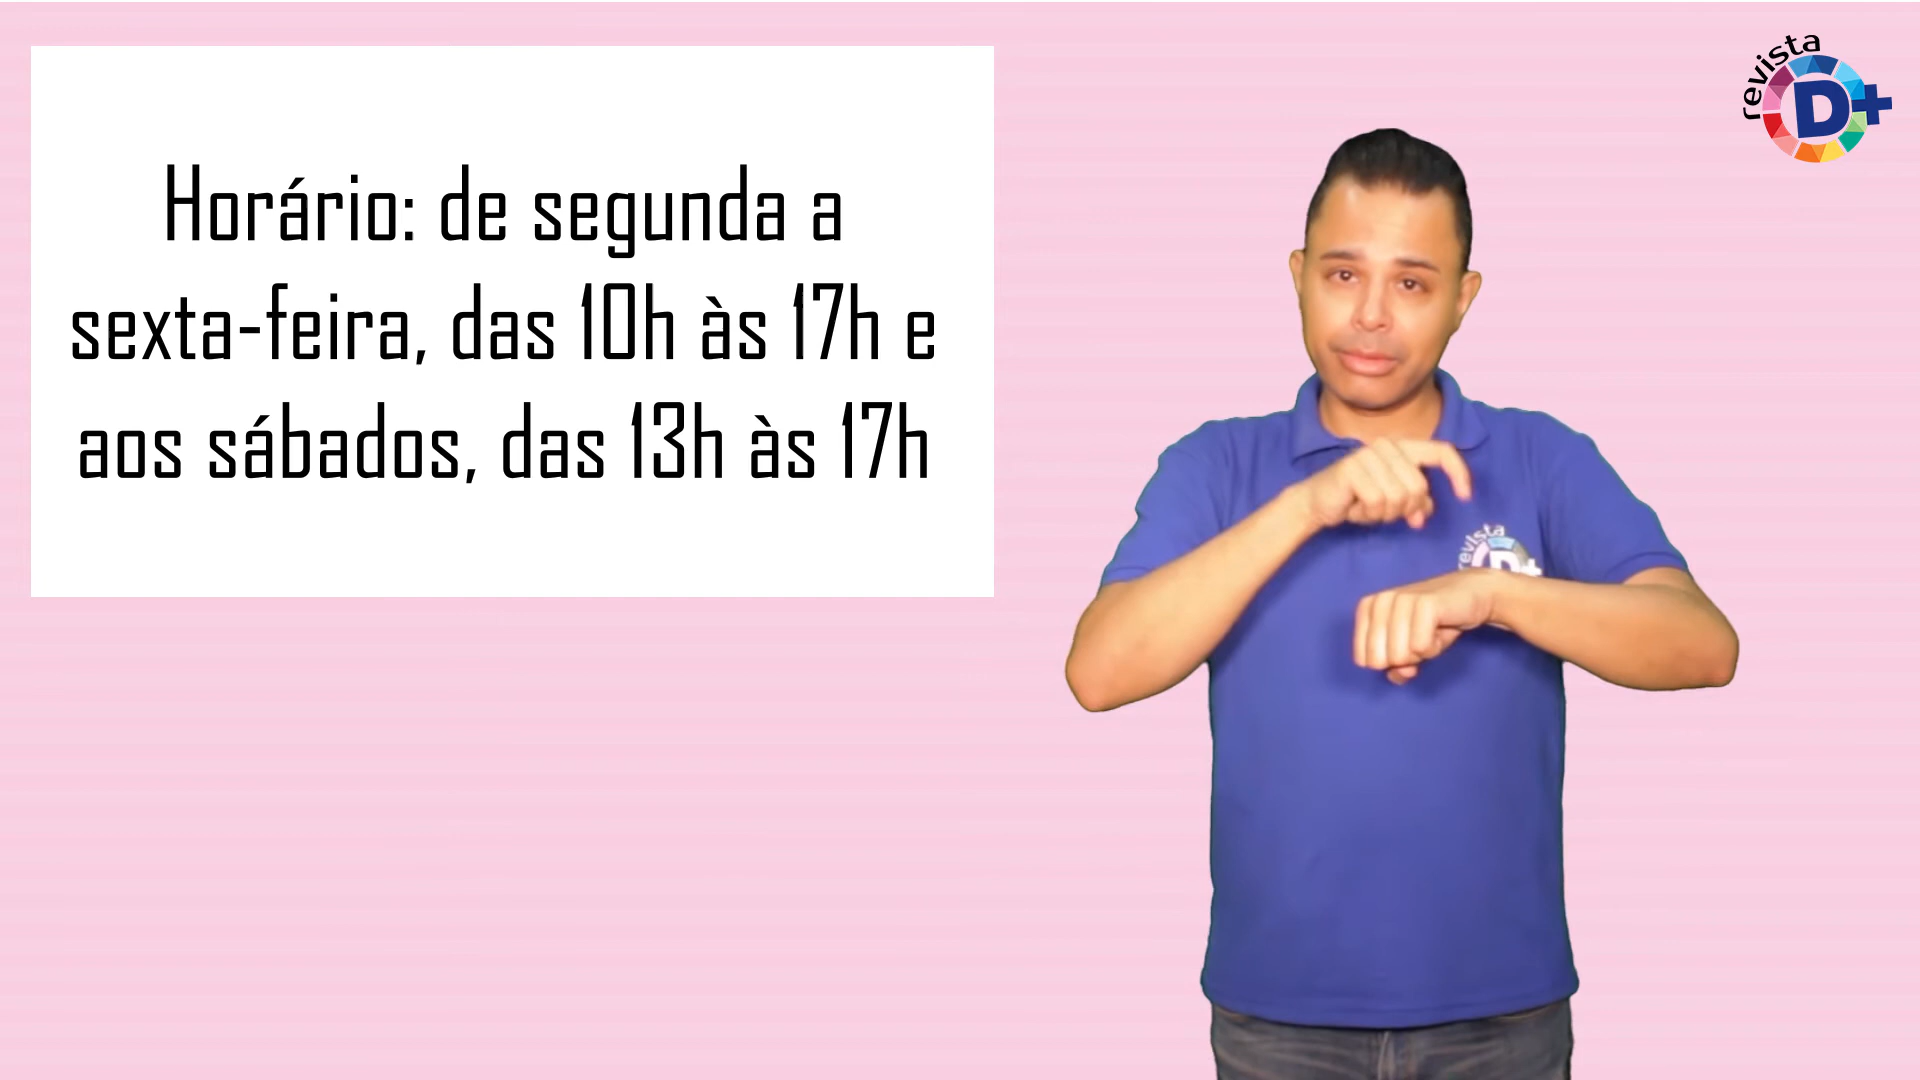 Horário: de segunda a
sexta-feira, das 10h às 17h e
aos sábados, das 13h às 17h
revista
D+
revista
D+